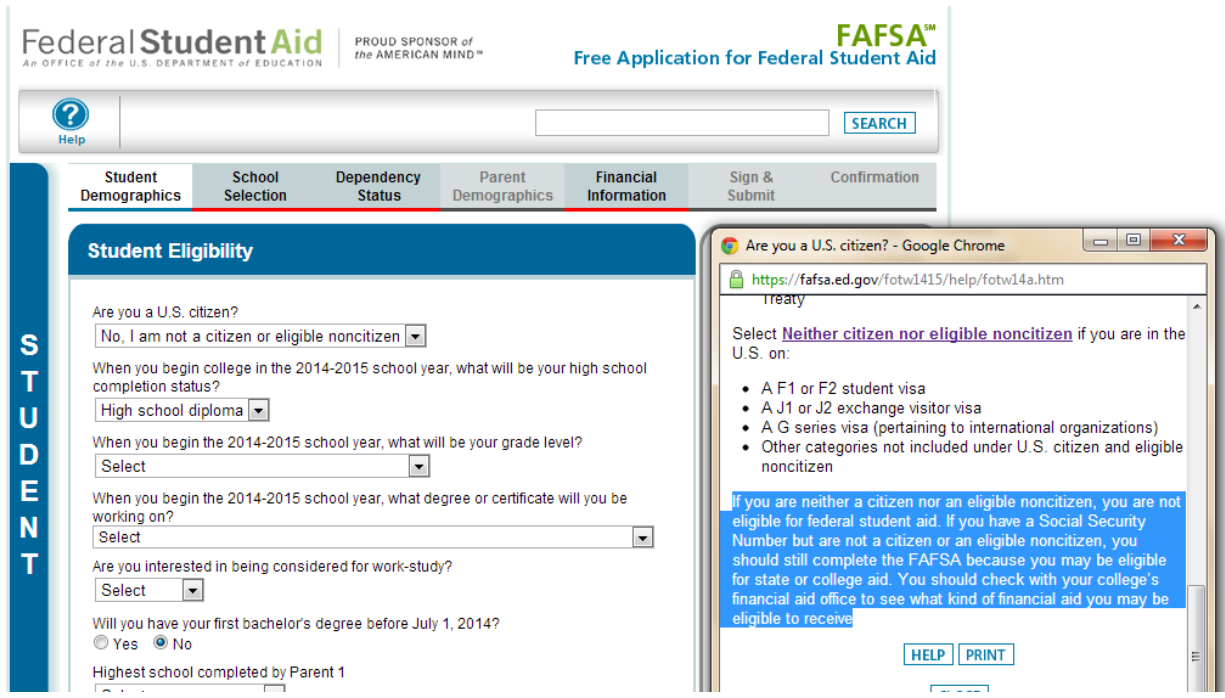 Federal Student Aid
An OFFICE of the U.S. DEPARTMENT of EDUCATION
PROUD SPONSOR of
the AMERICAN MIND™
FAFSA℠
Free Application for Federal Student Aid
Help
SEARCH
Student Demographics
School Selection
Dependency Status
Parent Demographics
Financial Information
Sign & Submit
Confirmation
STUDENT
Student Eligibility
Are you a U.S. citizen?
No, I am not a citizen or eligible noncitizen
When you begin college in the 2014-2015 school year, what will be your high school
completion status?
High school diploma
When you begin the 2014-2015 school year, what will be your grade level?
Select
When you begin the 2014-2015 school year, what degree or certificate will you be
working on?
Select
Are you interested in being considered for work-study?
Select
Will you have your first bachelor's degree before July 1, 2014?
Yes No
Highest school completed by Parent 1
Select
Are you a U.S. citizen? - Google Chrome
https://fafsa.ed.gov/fotw1415/help/fotw14a.htm
Treaty
Select Neither citizen nor eligible noncitizen if you are in the
U.S. on:
• A F1 or F2 student visa
• A J1 or J2 exchange visitor visa
• A G series visa (pertaining to international organizations)
• Other categories not included under U.S. citizen and eligible
noncitizen
If you are neither a citizen nor an eligible noncitizen, you are not
eligible for federal student aid. If you have a Social Security
Number but are not a citizen or an eligible noncitizen, you
should still complete the FAFSA because you may be eligible
for state or college aid. You should check with your college's
financial aid office to see what kind of financial aid you may be
eligible to receive
HELP PRINT
CLOSE